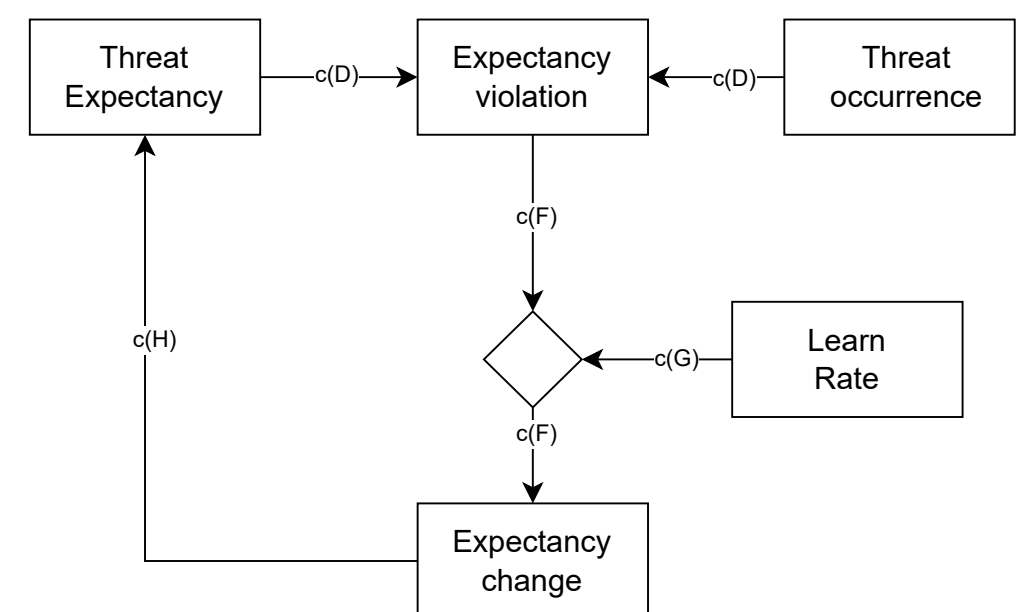 Threat
Expectancy
c(D)
Expectancy
violation
c(D)
Threat
occurrence
c(F)
c(H)
c(G)
Learn
Rate
c(F)
Expectancy
change